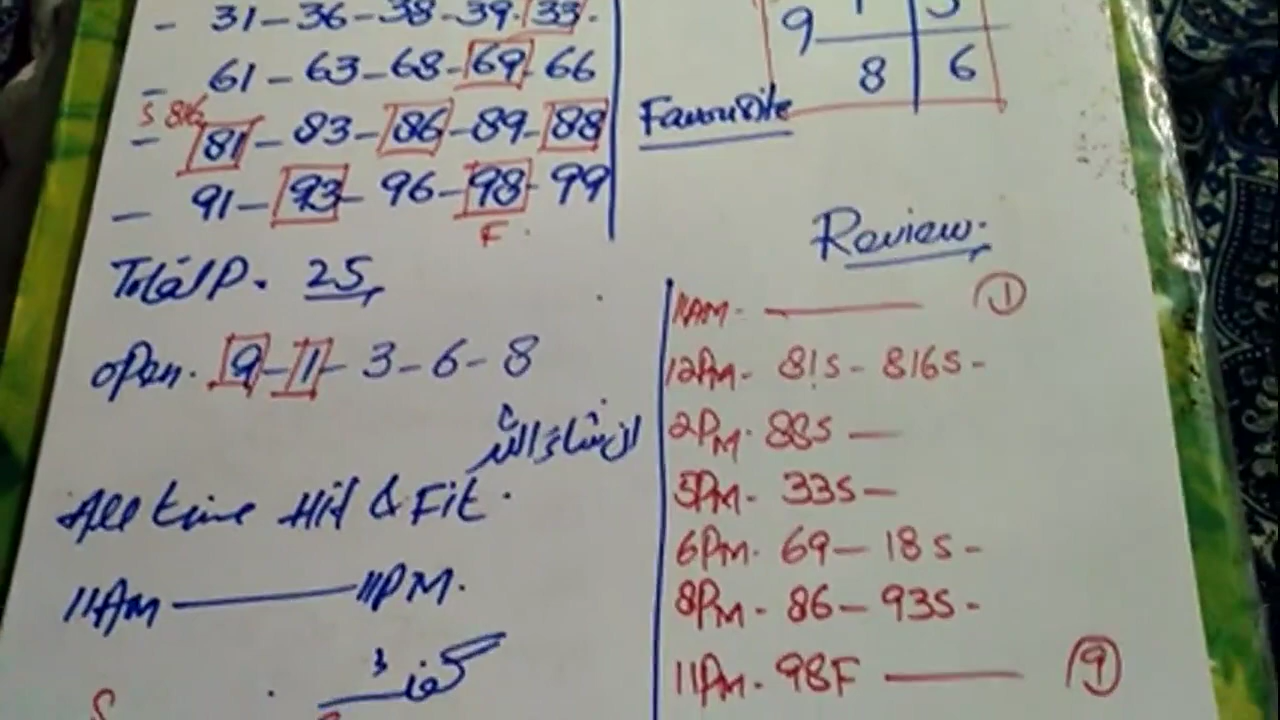 - 31 - 36 - 38 - 39 - 33 -
- 61 - 63 - 68 - 69 - 66
S 816
- 81 - 83 - 86 - 89 - 88
- 91 - 93 - 96 - 98 - 99
F .
Total P. 25,
open. 9 - 1 - 3 - 6 - 8
انشاءالله
All time Hit & Fit.
11Am ——— 11PM.
9
8 6
Favourite
Review.
11AM. ——— 1
12PM. 81s - 816s -
2PM. 88s —
5PM - 33s —
6PM. 69 — 18s -
8PM - 86 — 93s -
11PM. 98F ——— 9